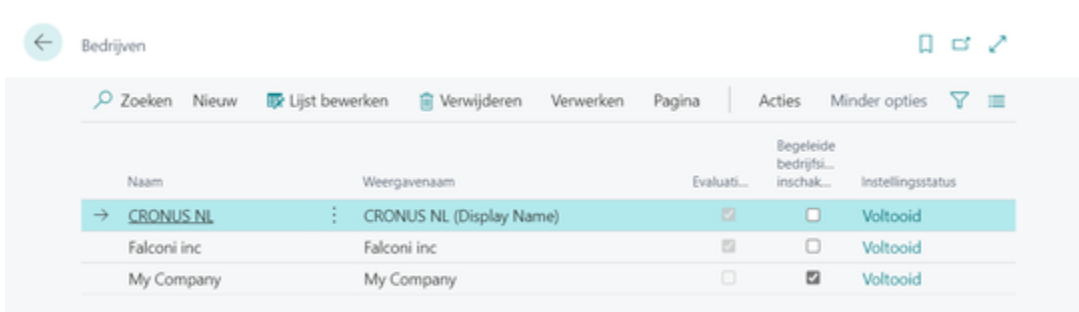 Bedrijven
Zoeken Nieuw Lijst bewerken Verwijderen Verwerken Pagina Acties Minder opties
Naam Weergavenaam Evaluati... Begeleide bedrijfsi... inschak... Instellingsstatus
CRONUS NL CRONUS NL (Display Name) Voltooid
Falconi inc Falconi inc Voltooid
My Company My Company Voltooid